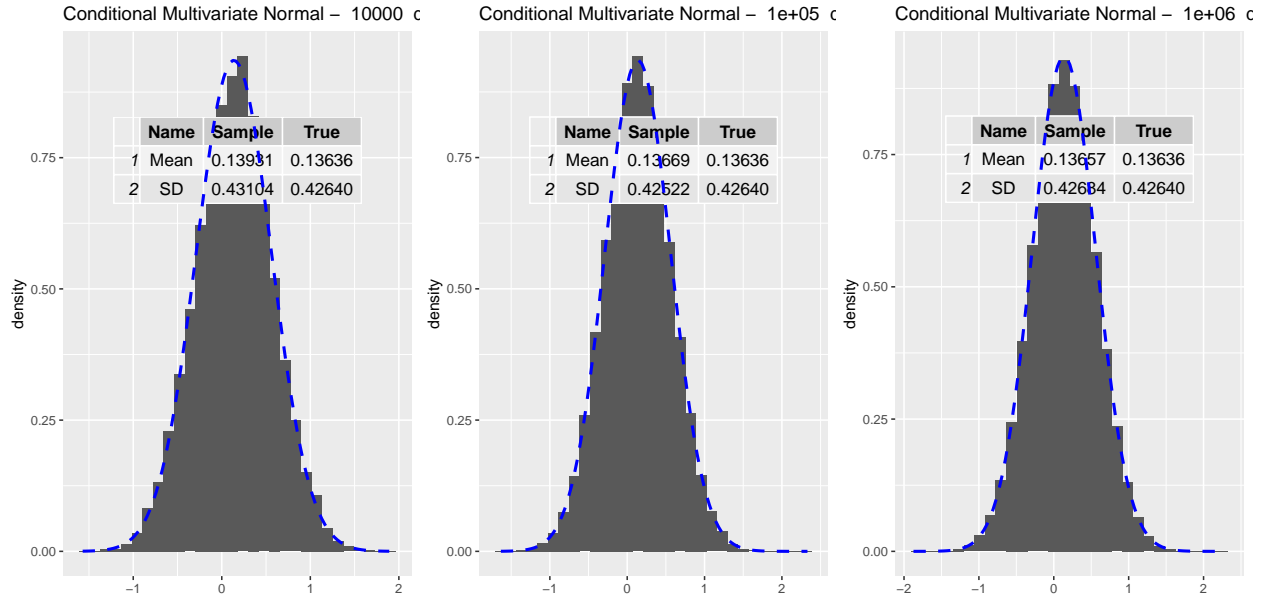 Conditional Multivariate Normal – 10000 c
Name Sample True
1 Mean 0.13931 0.13636
2 SD 0.43104 0.42640
density
0.75
0.50
0.25
0.00
−1 0 1 2
Conditional Multivariate Normal – 1e+05 c
Name Sample True
1 Mean 0.13669 0.13636
2 SD 0.42622 0.42640
density
0.75
0.50
0.25
0.00
−1 0 1 2
Conditional Multivariate Normal – 1e+06 c
Name Sample True
1 Mean 0.13657 0.13636
2 SD 0.42684 0.42640
density
0.75
0.50
0.25
0.00
−2 −1 0 1 2